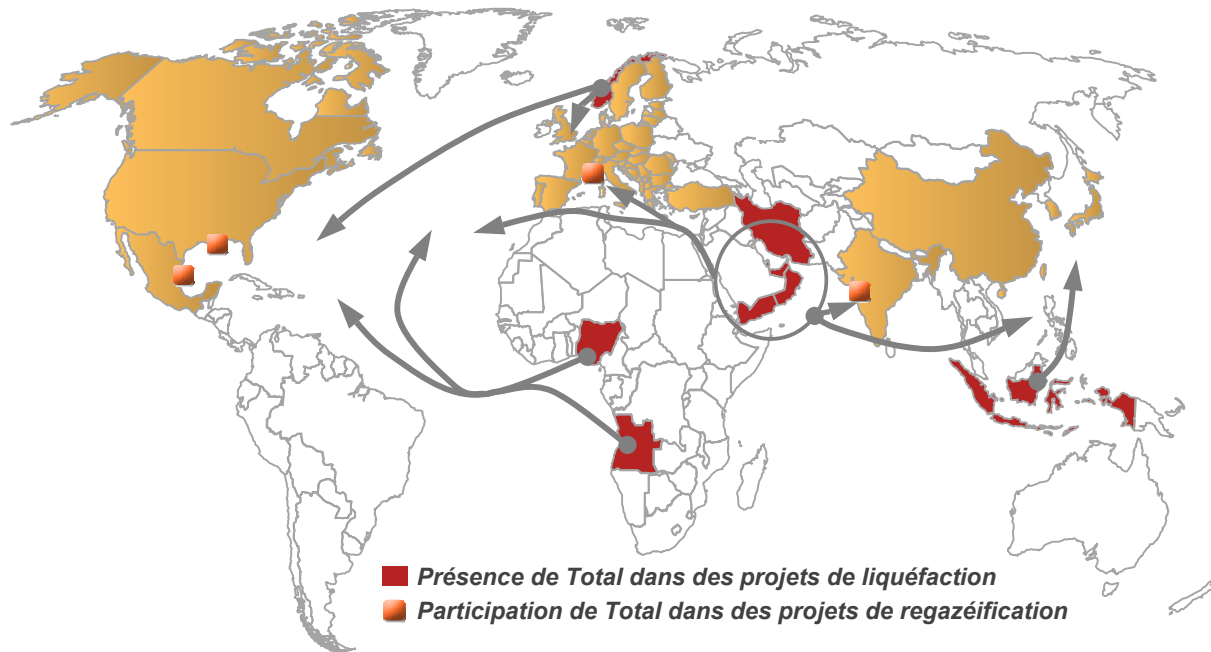 Présence de Total dans des projets de liquéfaction
Participation de Total dans des projets de regazéification